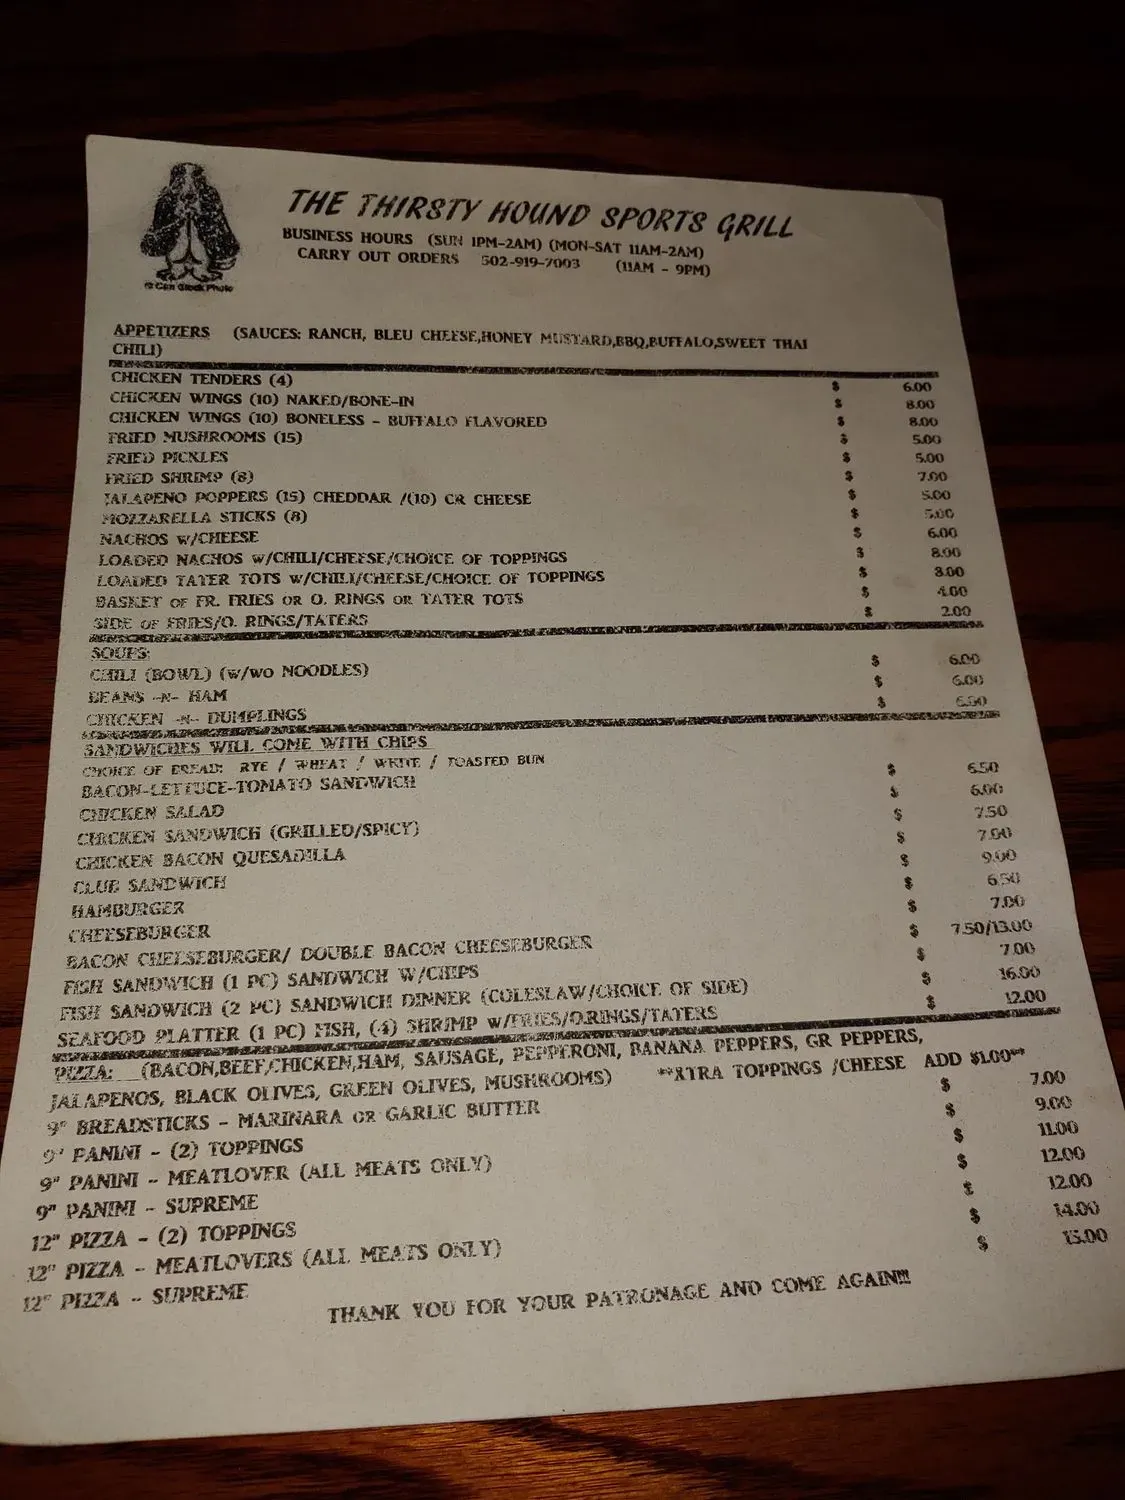 THE THIRSTY HOUND SPORTS GRILL
BUSINESS HOURS (SUN 1PM-2AM) (MON-SAT 11AM-2AM)
CARRY OUT ORDERS 502-919-7003 (11AM - 9PM)
© Can Stock Photo
APPETIZERS (SAUCES: RANCH, BLEU CHEESE,HONEY MUSTARD,BBQ,BUFFALO,SWEET THAI
CHILI)
CHICKEN TENDERS (4) $ 6.00
CHICKEN WINGS (10) NAKED/BONE-IN $ 8.00
CHICKEN WINGS (10) BONELESS - BUFFALO FLAVORED $ 8.00
FRIED MUSHROOMS (15) $ 5.00
FRIED PICKLES $ 5.00
FRIED SHRIMP (8) $ 7.00
JALAPENO POPPERS (15) CHEDDAR /(10) CR CHEESE $ 5.00
MOZZARELLA STICKS (8) $ 5.00
NACHOS W/CHEESE $ 6.00
LOADED NACHOS W/CHILI/CHEESE/CHOICE OF TOPPINGS $ 8.00
LOADED TATER TOTS W/CHILI/CHEESE/CHOICE OF TOPPINGS $ 8.00
BASKET OF FR. FRIES OR O. RINGS OR TATER TOTS $ 4.00
SIDE OF FRIES/O. RINGS/TATERS $ 2.00
SOUPS:
CHILI (BOWL) (W/WO NOODLES) $ 6.00
BEANS -N- HAM $ 6.00
CHICKEN -N- DUMPLINGS $ 6.50
SANDWICHES WILL COME WITH CHIPS
CHOICE OF BREAD: RYE / WHEAT / WHITE / TOASTED BUN
BACON-LETTUCE-TOMATO SANDWICH $ 6.50
CHICKEN SALAD $ 6.00
CHICKEN SANDWICH (GRILLED/SPICY) $ 7.50
CHICKEN BACON QUESADILLA $ 7.00
CLUB SANDWICH $ 9.00
HAMBURGER $ 6.50
CHEESEBURGER $ 7.00
BACON CHEESEBURGER/ DOUBLE BACON CHEESEBURGER $ 7.50/13.00
FISH SANDWICH (1 PC) SANDWICH W/CHIPS $ 7.00
FISH SANDWICH (2 PC) SANDWICH DINNER (COLESLAW/CHOICE OF SIDE) $ 16.00
SEAFOOD PLATTER (1 PC) FISH, (4) SHRIMP W/FRIES/O.RINGS/TATERS $ 12.00
PIZZA: (BACON,BEEF,CHICKEN,HAM, SAUSAGE, PEPPERONI, BANANA PEPPERS, GR PEPPERS,
JALAPENOS, BLACK OLIVES, GREEN OLIVES, MUSHROOMS) **XTRA TOPPINGS /CHEESE ADD $1.00**
9" BREADSTICKS - MARINARA OR GARLIC BUTTER $ 7.00
9" PANINI - (2) TOPPINGS $ 9.00
9" PANINI - MEATLOVER (ALL MEATS ONLY) $ 11.00
9" PANINI - SUPREME $ 12.00
12" PIZZA - (2) TOPPINGS $ 12.00
12" PIZZA - MEATLOVERS (ALL MEATS ONLY) $ 14.00
12" PIZZA - SUPREME $ 15.00
THANK YOU FOR YOUR PATRONAGE AND COME AGAIN!!!